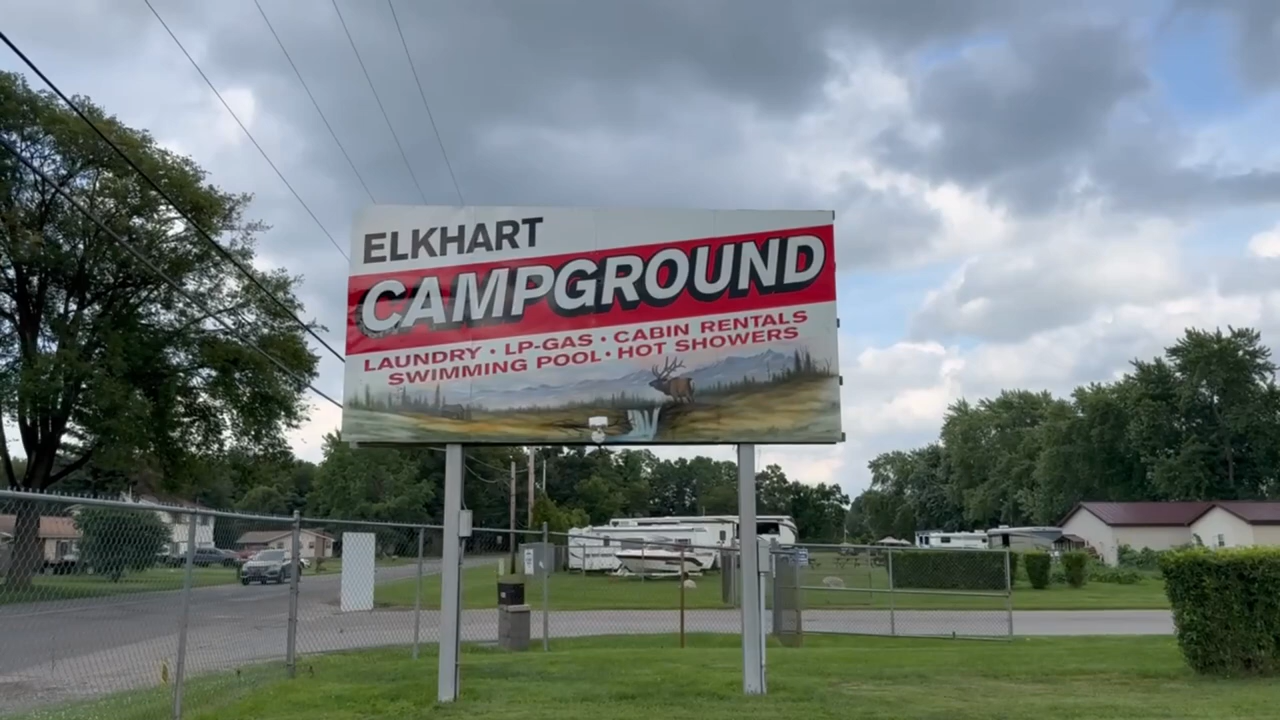 ELKHART
CAMPGROUND
LAUNDRY · LP-GAS · CABIN RENTALS
SWIMMING POOL · HOT SHOWERS